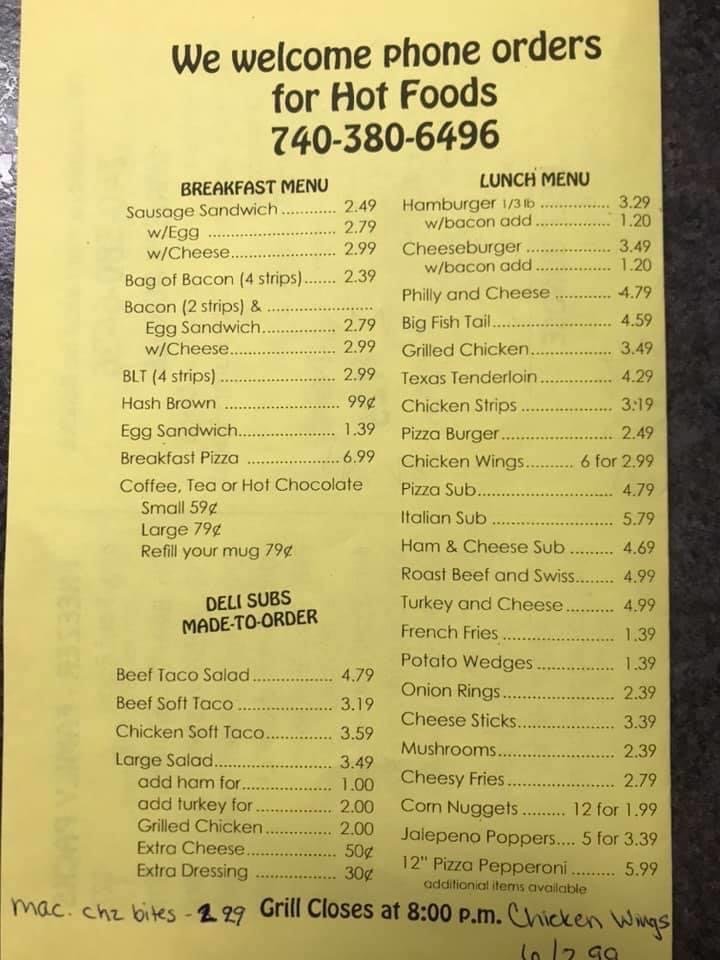 We welcome phone orders
for Hot Foods
740-380-6496
BREAKFAST MENU
Sausage Sandwich ............ 2.49
w/Egg ............................ 2.79
w/Cheese....................... 2.99
Bag of Bacon (4 strips)...... 2.39
Bacon (2 strips) & .......................
Egg Sandwich................ 2.79
w/Cheese....................... 2.99
BLT (4 strips) ......................... 2.99
Hash Brown ......................... 99¢
Egg Sandwich..................... 1.39
Breakfast Pizza .................... 6.99
Coffee, Tea or Hot Chocolate
Small 59¢
Large 79¢
Refill your mug 79¢
DELI SUBS
MADE-TO-ORDER
Beef Taco Salad................. 4.79
Beef Soft Taco .................... 3.19
Chicken Soft Taco.............. 3.59
Large Salad......................... 3.49
add ham for.................... 1.00
add turkey for ................. 2.00
Grilled Chicken............... 2.00
Extra Cheese................... 50¢
Extra Dressing ................. 30¢
LUNCH MENU
Hamburger 1/3 lb ............... 3.29
w/bacon add ................ 1.20
Cheeseburger .................. 3.49
w/bacon add ................ 1.20
Philly and Cheese ............ 4.79
Big Fish Tail.......................... 4.59
Grilled Chicken.................. 3.49
Texas Tenderloin ................ 4.29
Chicken Strips .................... 3.19
Pizza Burger........................ 2.49
Chicken Wings.......... 6 for 2.99
Pizza Sub............................. 4.79
Italian Sub .......................... 5.79
Ham & Cheese Sub ......... 4.69
Roast Beef and Swiss........ 4.99
Turkey and Cheese.......... 4.99
French Fries ........................ 1.39
Potato Wedges ................. 1.39
Onion Rings........................ 2.39
Cheese Sticks..................... 3.39
Mushrooms......................... 2.39
Cheesy Fries ....................... 2.79
Corn Nuggets ......... 12 for 1.99
Jalepeno Poppers.... 5 for 3.39
12" Pizza Pepperoni ......... 5.99
additionial items available
mac. chz bites - 2.99 Grill Closes at 8:00 p.m. Chicken Wings